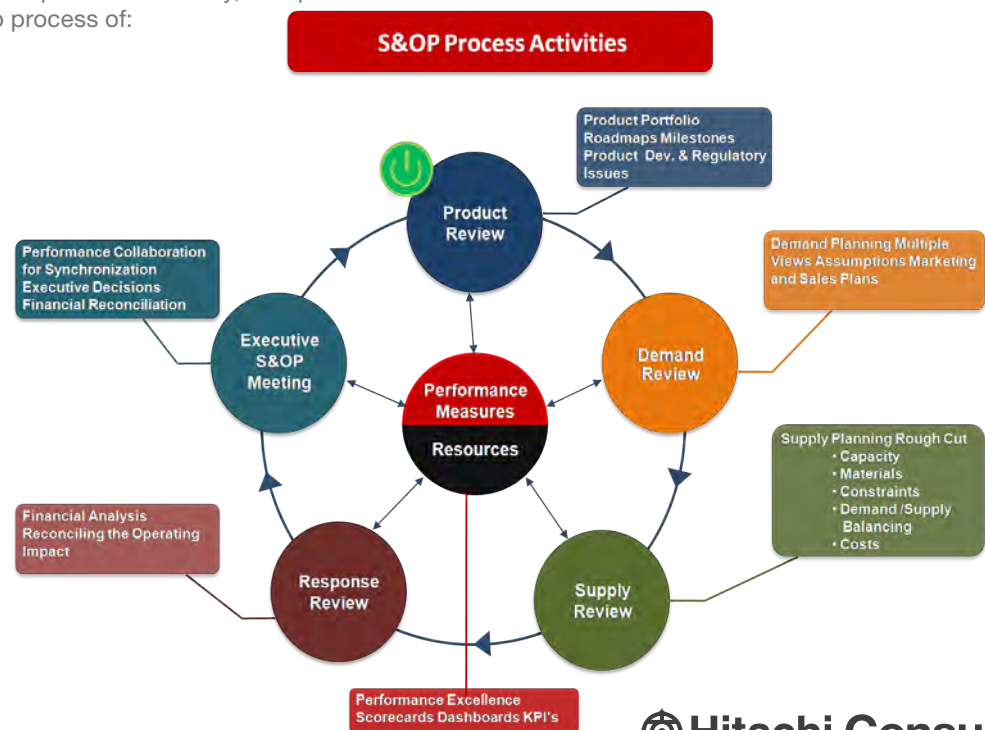 process of:
S&OP Process Activities
Product Portfolio
Roadmaps Milestones
Product Dev. & Regulatory
Issues
Product
Review
Performance Collaboration
for Synchronization
Executive Decisions
Financial Reconciliation
Demand Planning Multiple
Views Assumptions Marketing
and Sales Plans
Executive
S&OP
Meeting
Demand
Review
Performance
Measures
Resources
Supply Planning Rough Cut
• Capacity
• Materials
• Constraints
• Demand /Supply
Balancing
• Costs
Financial Analysis
Reconciling the Operating
Impact
Response
Review
Supply
Review
Performance Excellence
Scorecards Dashboards KPI's
Hitachi Consu